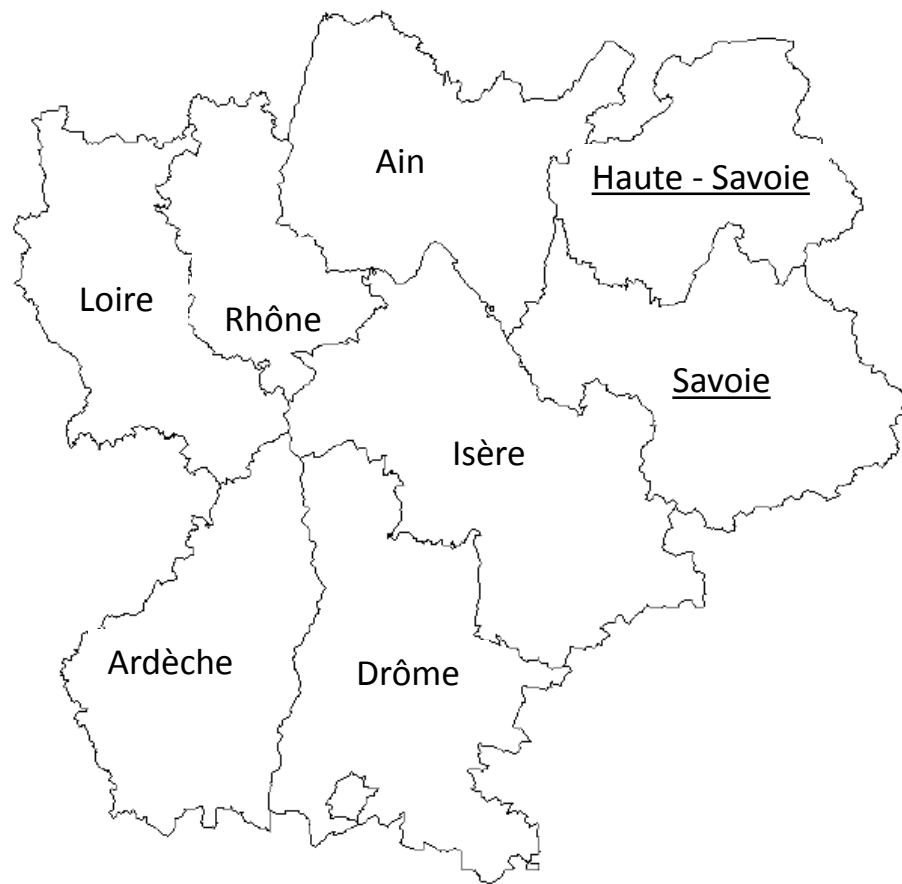 Ain
Haute - Savoie
Loire
Rhône
Savoie
Isère
Ardèche
Drôme